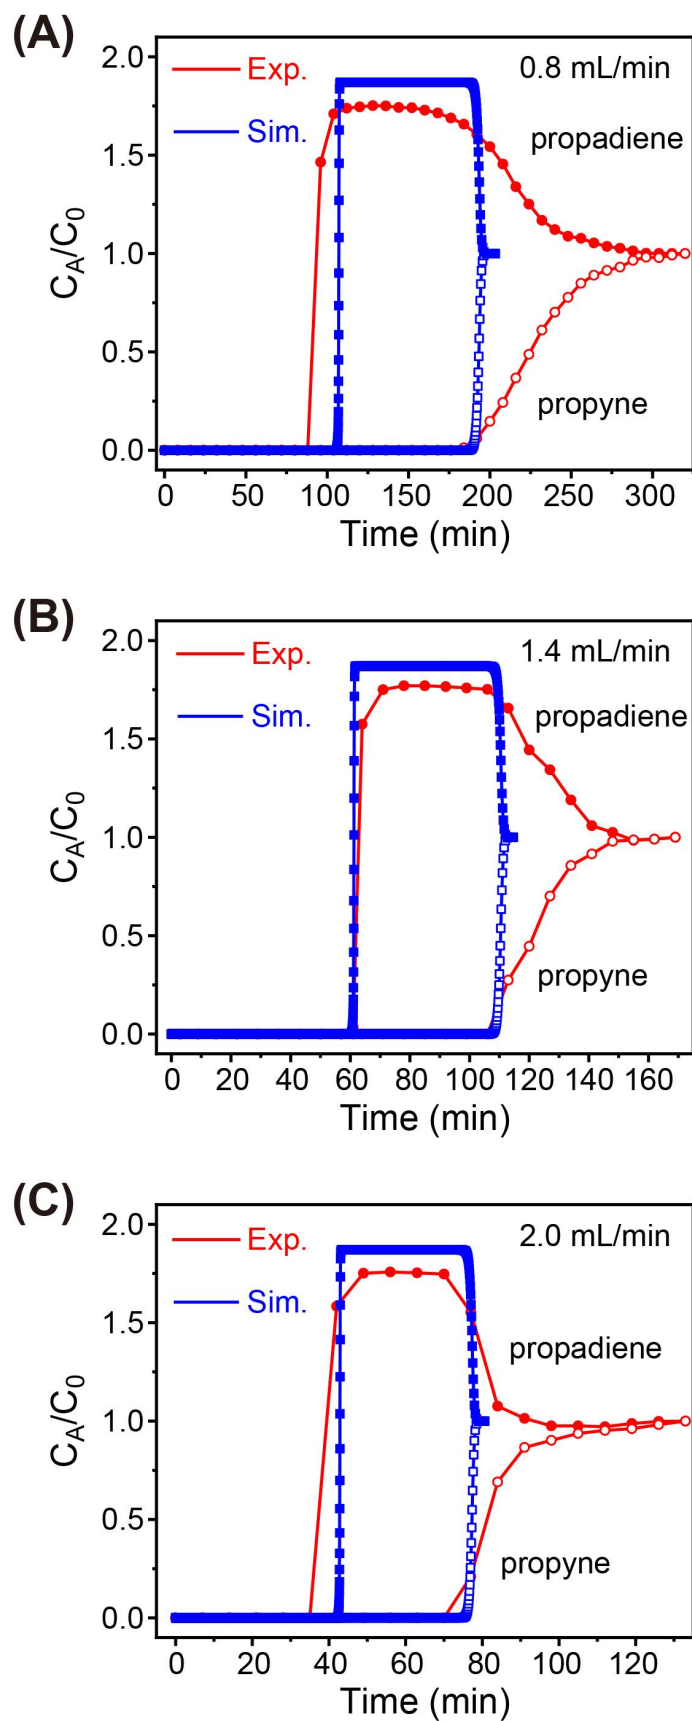 (A)
2.0
Exp.
0.8 mL/min
Sim.
propadiene
1.5
C_A/C_0
1.0
0.5
propyne
0.0
0 50 100 150 200 250 300
Time (min)
(B)
2.0
Exp.
1.4 mL/min
Sim.
propadiene
1.5
C_A/C_0
1.0
0.5
propyne
0.0
0 20 40 60 80 100 120 140 160
Time (min)
(C)
2.0
Exp.
2.0 mL/min
Sim.
1.5
propadiene
C_A/C_0
1.0
0.5
propyne
0.0
0 20 40 60 80 100 120
Time (min)